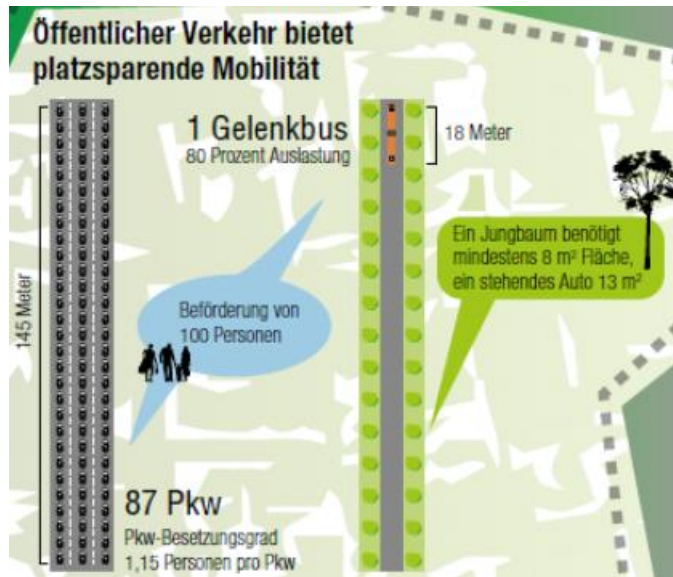 Öffentlicher Verkehr bietet
platzsparende Mobilität
1 Gelenkbus
80 Prozent Auslastung
18 Meter
Ein Jungbaum benötigt
mindestens 8 m² Fläche,
ein stehendes Auto 13 m²
145 Meter
Beförderung von
100 Personen
87 Pkw
Pkw-Besetzungsgrad
1,15 Personen pro Pkw